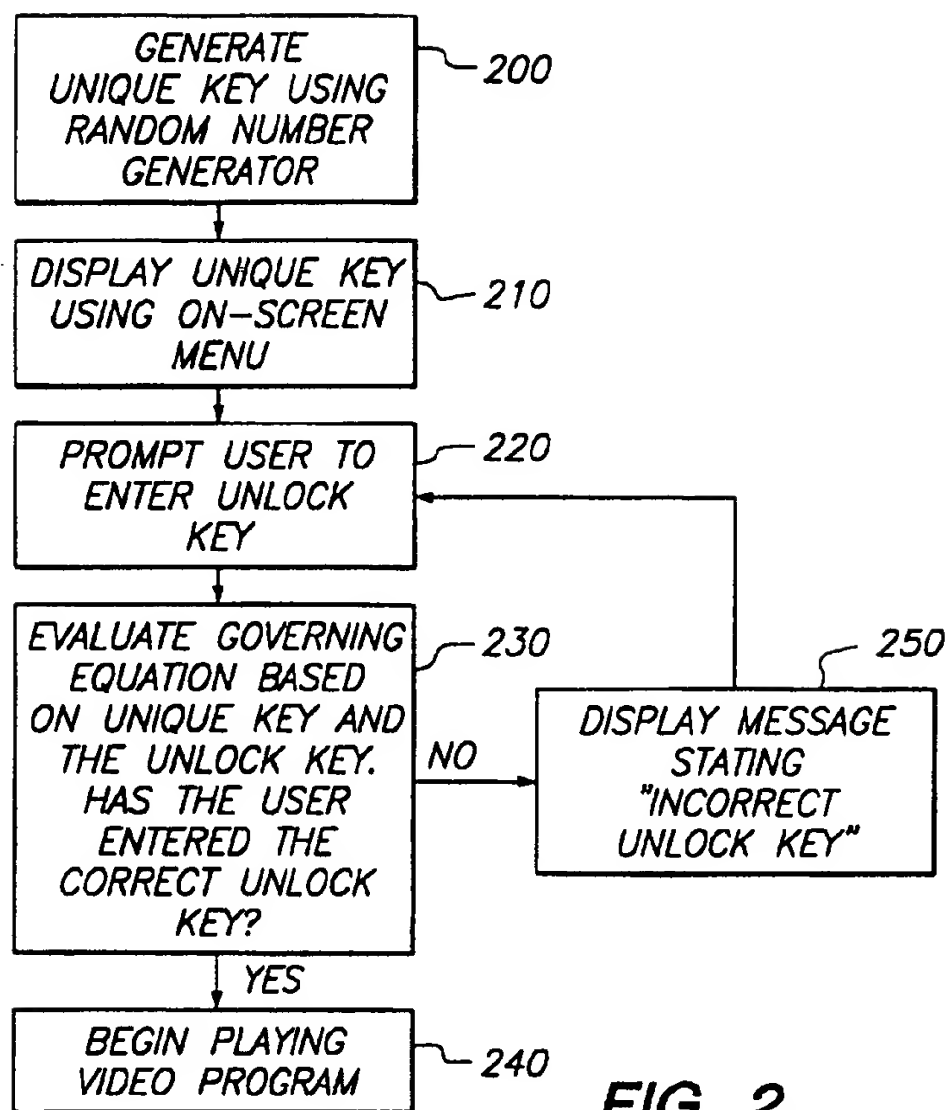 GENERATE
UNIQUE KEY USING
RANDOM NUMBER
GENERATOR
200
DISPLAY UNIQUE KEY
USING ON-SCREEN
MENU
210
PROMPT USER TO
ENTER UNLOCK
KEY
220
EVALUATE GOVERNING
EQUATION BASED
ON UNIQUE KEY AND
THE UNLOCK KEY.
HAS THE USER
ENTERED THE
CORRECT UNLOCK
KEY?
230
NO
DISPLAY MESSAGE
STATING
"INCORRECT
UNLOCK KEY"
250
YES
BEGIN PLAYING
VIDEO PROGRAM
240
FIG. 2